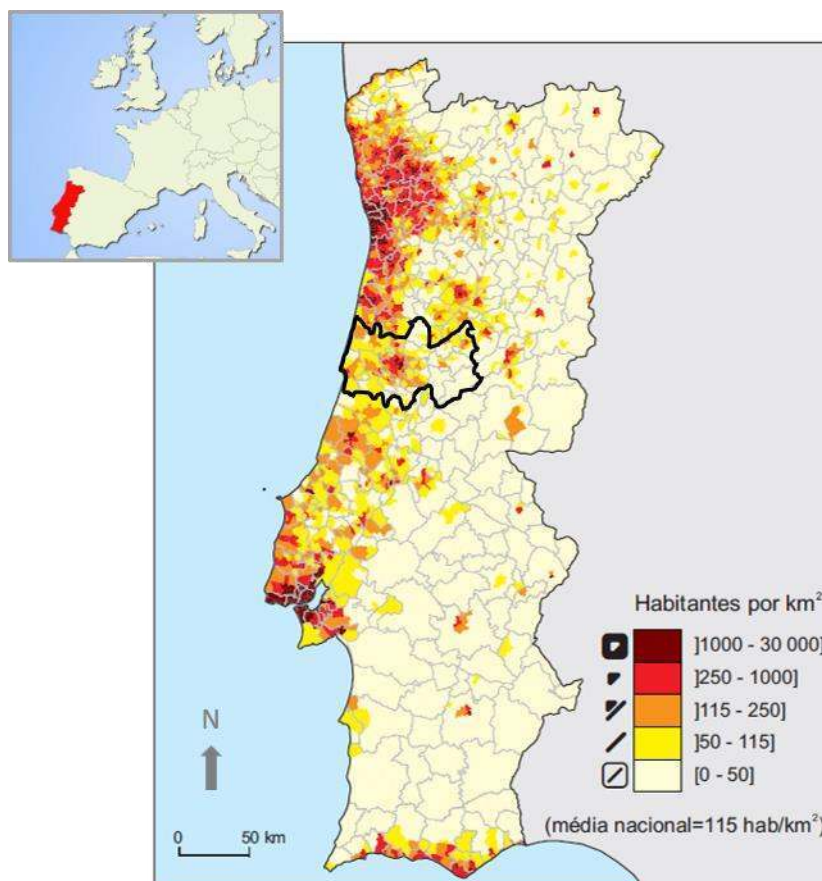 Habitantes por km²
]1000 - 30 000]
]250 - 1000]
]115 - 250]
]50 - 115]
[0 - 50]
(média nacional=115 hab/km²)
N
0 50 km